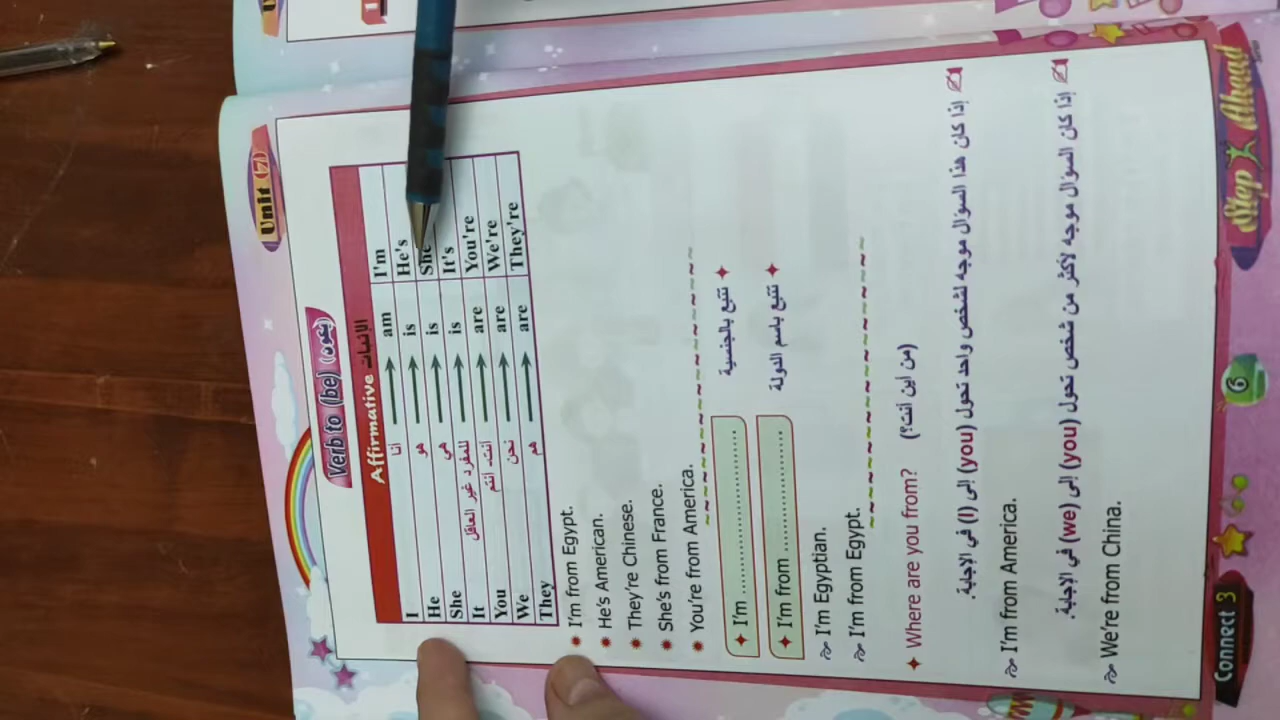 Unit (7)
Verb to (be) (يكون)
Affirmative الإثبات
I أنا am I'm
He هو is He's
She هي is She
It للمفرد غير العاقل is It's
You أنت، أنتم are You're
We نحن are We're
They هم are They're
I'm from Egypt.
He's American.
They're Chinese.
She's from France.
You're from America.
I'm .................... تتبع بالجنسية
I'm from ............... تتبع باسم الدولة
I'm Egyptian.
I'm from Egypt.
Where are you from? (من أين أنت؟)
إذا كان هذا السؤال موجه لشخص واحد تحول (you) إلى (I) في الإجابة.
I'm from America.
إذا كان السؤال موجه لأكثر من شخص تحول (you) إلى (we) في الإجابة.
We're from China.
Connect 3
6
Step Ahead